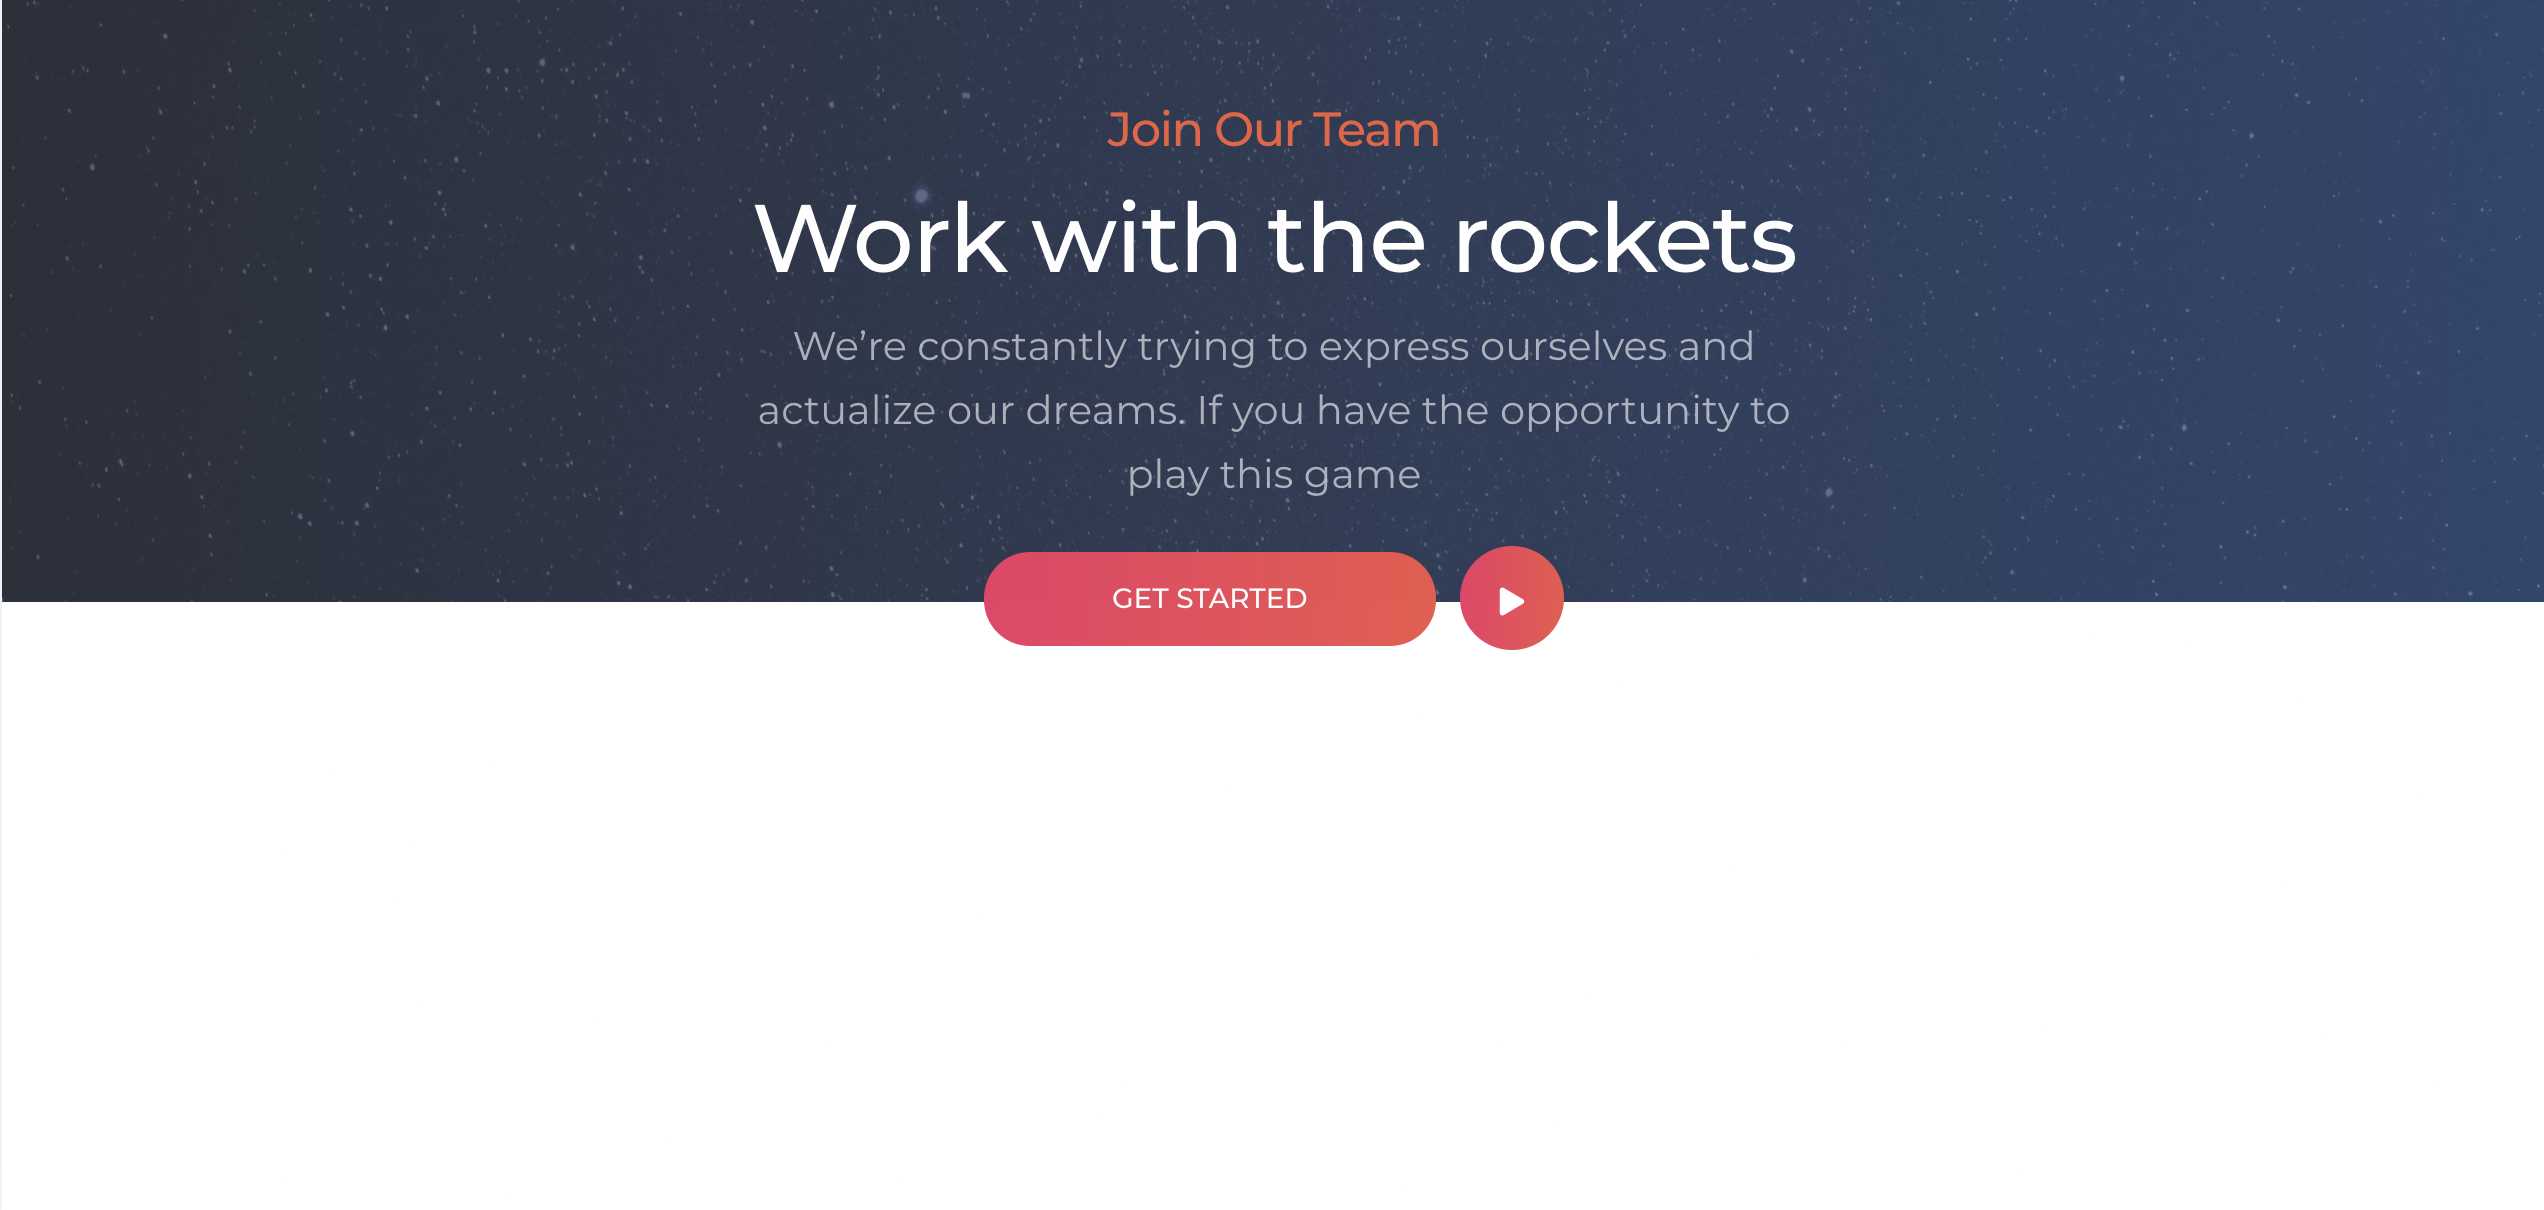 Join Our Team
Work with the rockets
We’re constantly trying to express ourselves and
actualize our dreams. If you have the opportunity to
play this game
GET STARTED